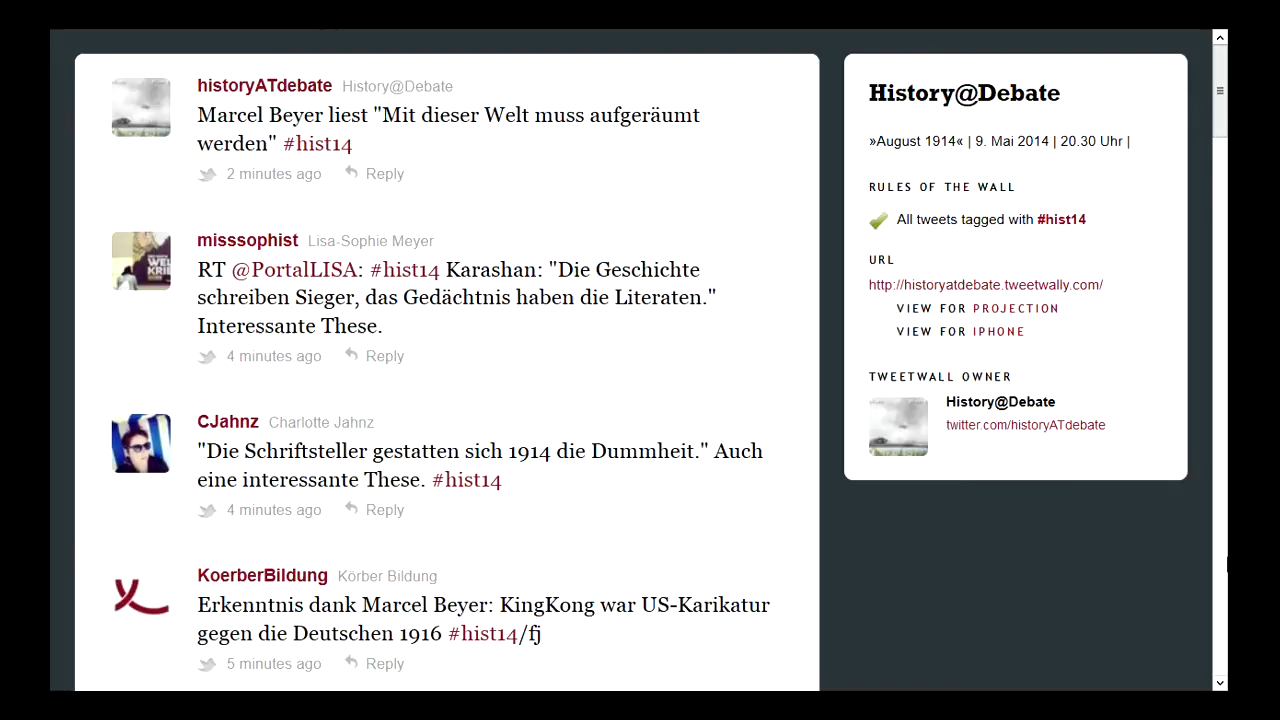 historyATdebate History@Debate
Marcel Beyer liest "Mit dieser Welt muss aufgeräumt
werden" #hist14
2 minutes ago Reply
misssophist Lisa-Sophie Meyer
RT @PortalLISA: #hist14 Karashan: "Die Geschichte
schreiben Sieger, das Gedächtnis haben die Literaten."
Interessante These.
4 minutes ago Reply
CJahnz Charlotte Jahnz
"Die Schriftsteller gestatten sich 1914 die Dummheit." Auch
eine interessante These. #hist14
4 minutes ago Reply
KoerberBildung Körber Bildung
Erkenntnis dank Marcel Beyer: KingKong war US-Karikatur
gegen die Deutschen 1916 #hist14/fj
5 minutes ago Reply
History@Debate
»August 1914« | 9. Mai 2014 | 20.30 Uhr |
RULES OF THE WALL
All tweets tagged with #hist14
URL
http://historyatdebate.tweetwally.com/
VIEW FOR PROJECTION
VIEW FOR IPHONE
TWEETWALL OWNER
History@Debate
twitter.com/historyATdebate